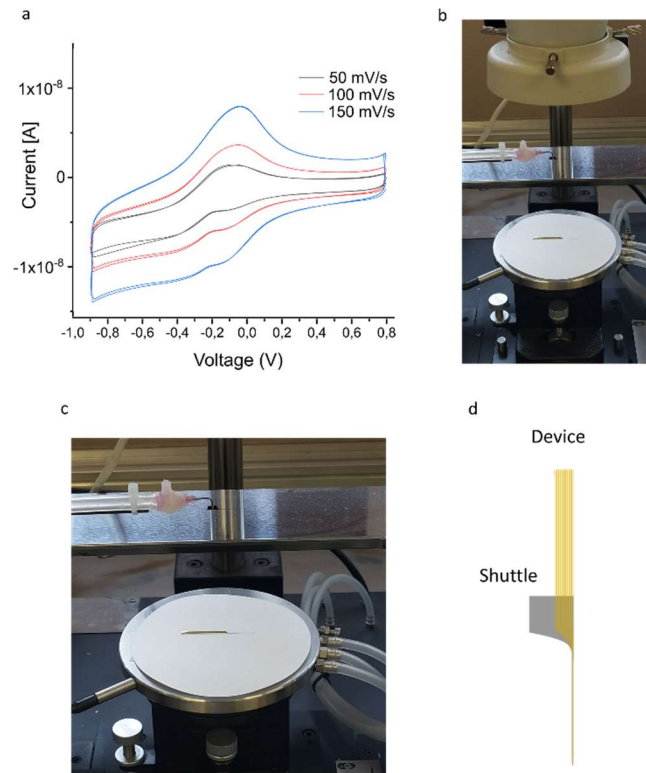 a
1x10⁻⁸
0
-1x10⁻⁸
Current [A]
50 mV/s
100 mV/s
150 mV/s
-1,0 -0,8 -0,6 -0,4 -0,2 0,0 0,2 0,4 0,6 0,8
Voltage (V)
b
c
d
Device
Shuttle